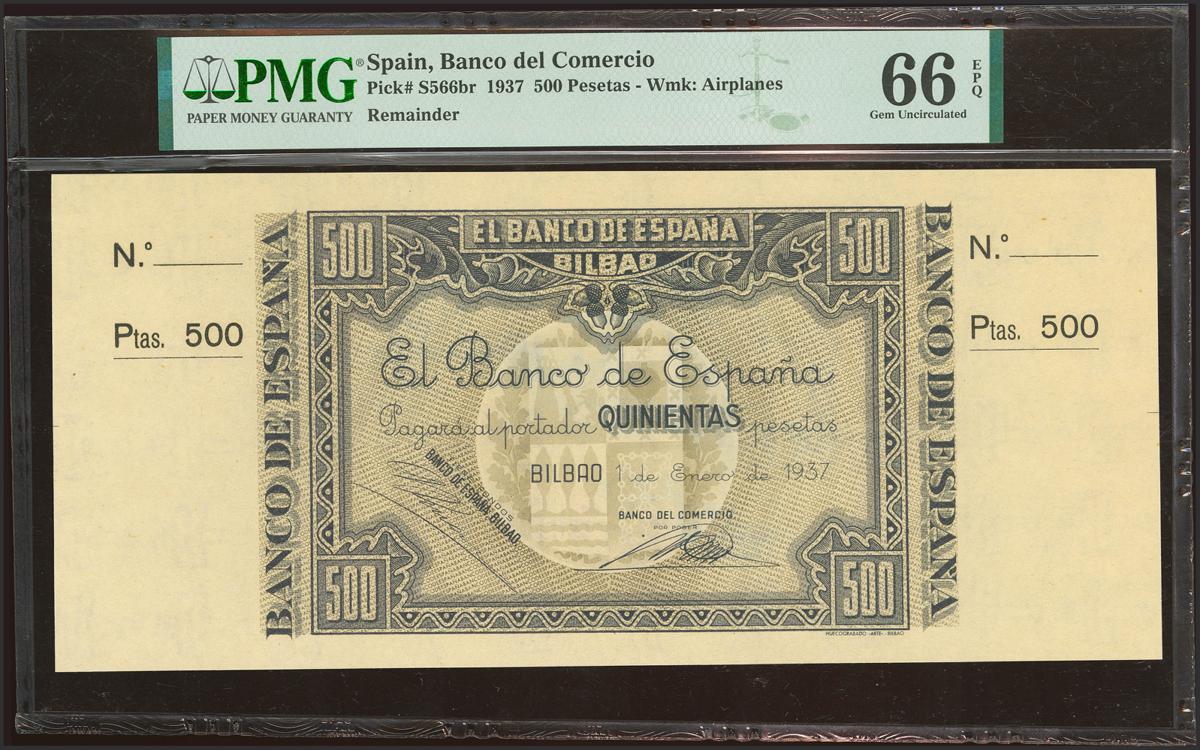 PMG®
PAPER MONEY GUARANTY
Spain, Banco del Comercio
Pick# S566br 1937 500 Pesetas - Wmk: Airplanes
Remainder
66 EPQ
Gem Uncirculated
N.º
Ptas. 500
BANCO DE ESPAÑA
500
EL BANCO DE ESPAÑA
BILBAO
500
El Banco de España
Pagará al portador QUINIENTAS pesetas
BILBAO 1 de Enero de 1937
BANCO DE ESPAÑA BILBAO
BANCO DEL COMERCIO
POR PODER
500
500
HUECOGRABADO -ARTE- BILBAO
BANCO DE ESPAÑA
N.º
Ptas. 500